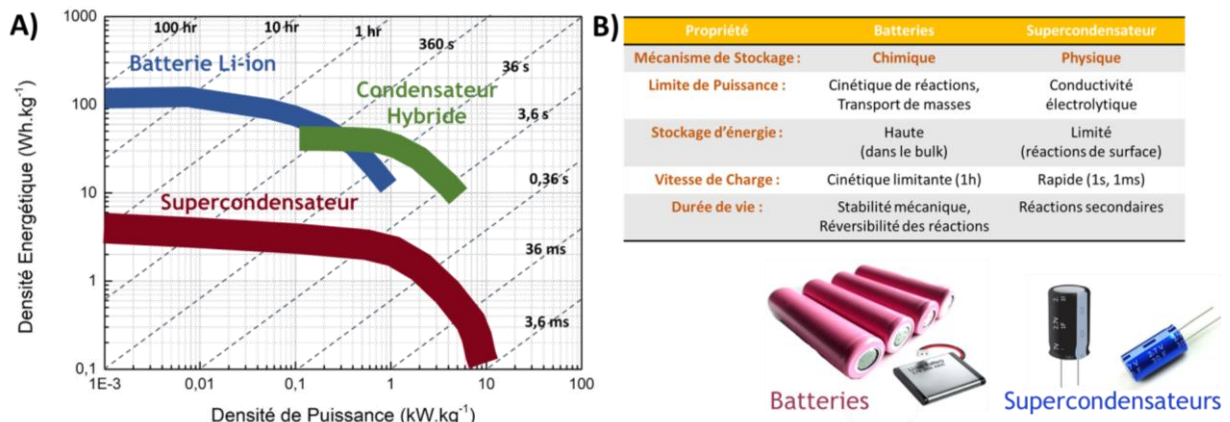 A)
1000
100
10
1
0,1
Densité Energétique (Wh.kg⁻¹)
100 hr
10 hr
1 hr
360 s
36 s
3,6 s
0,36 s
36 ms
3,6 ms
Batterie Li-ion
Condensateur
Hybride
Supercondensateur
1E-3
0,01
0,1
1
10
100
Densité de Puissance (kW.kg⁻¹)
B)
Propriété Batteries Supercondensateur
Mécanisme de Stockage : Chimique Physique
Limite de Puissance : Cinétique de réactions, Conductivité
Transport de masses électrolytique
Stockage d'énergie : Haute Limité
(dans le bulk) (réactions de surface)
Vitesse de Charge : Cinétique limitante (1h) Rapide (1s, 1ms)
Durée de vie : Stabilité mécanique, Réactions secondaires
Réversibilité des réactions
Batteries
Supercondensateurs